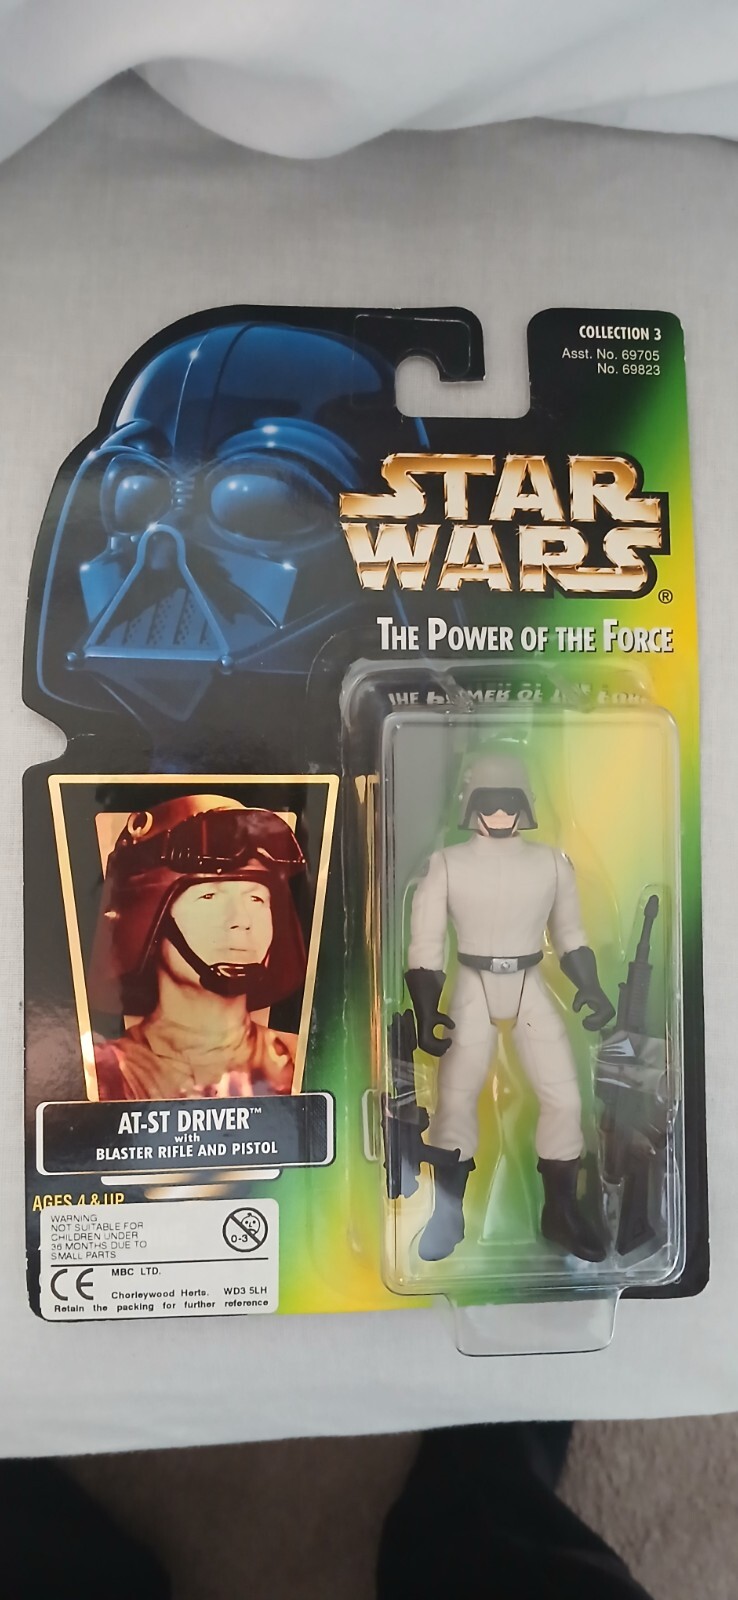 COLLECTION 3
Asst. No. 69705
No. 69823
STAR
WARS®
THE POWER OF THE FORCE
AT-ST DRIVER™
with
BLASTER RIFLE AND PISTOL
AGES 4 & UP
WARNING
NOT SUITABLE FOR
CHILDREN UNDER
36 MONTHS DUE TO
SMALL PARTS
0-3
CE
MBC LTD.
Chorleywood Herts. WD3 5LH
Retain the packing for further reference